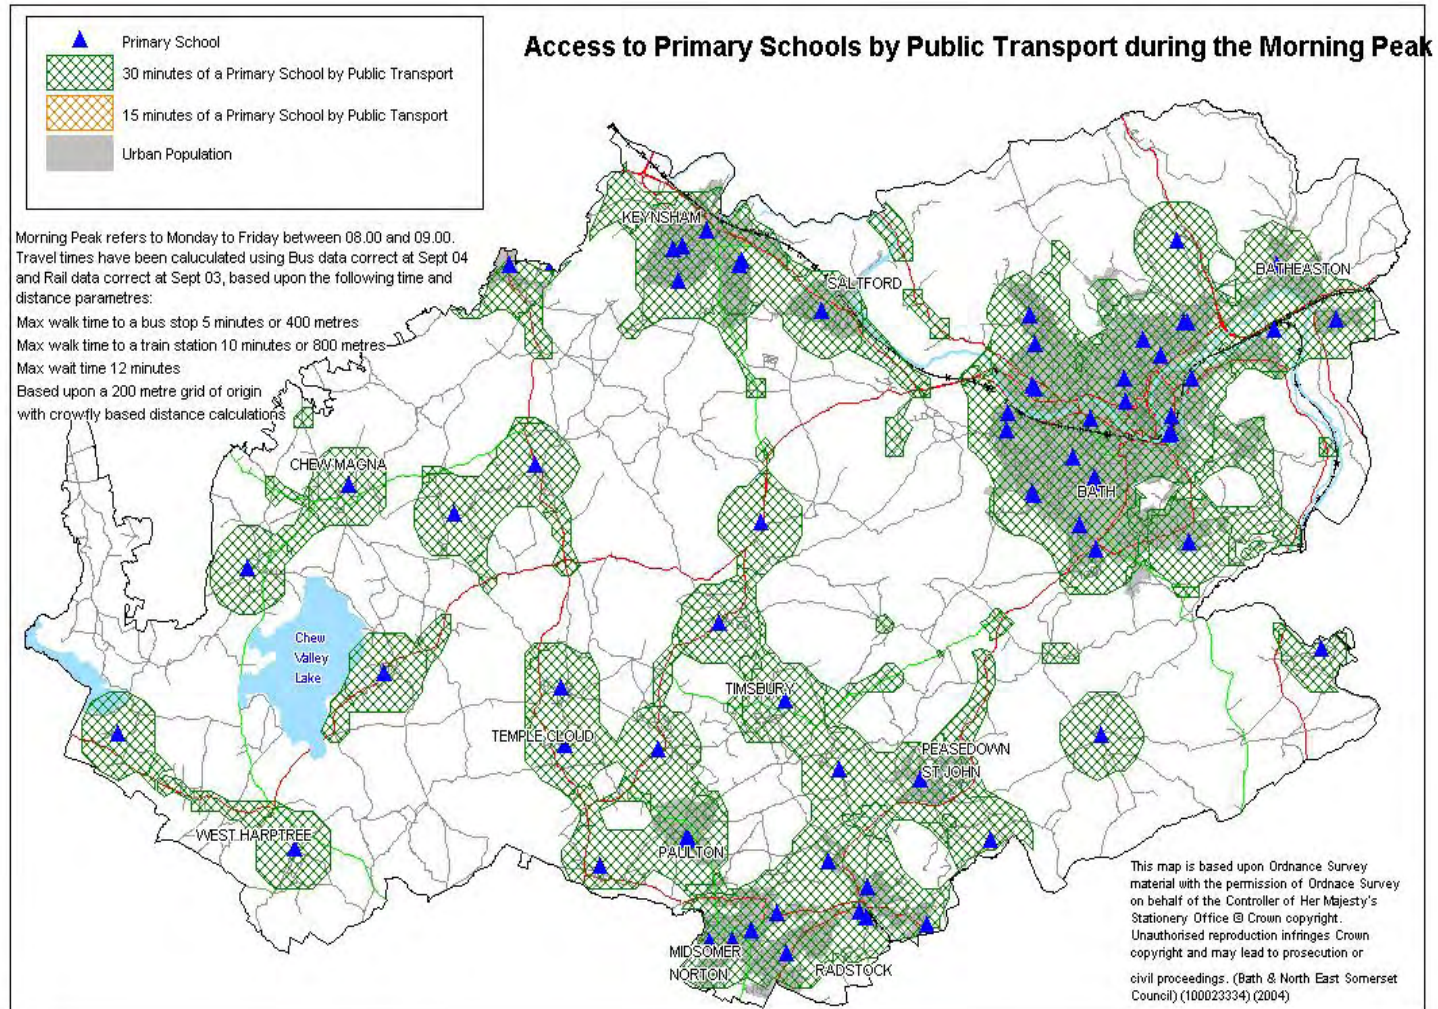 Access to Primary Schools by Public Transport during the Morning Peak
Primary School
30 minutes of a Primary School by Public Transport
15 minutes of a Primary School by Public Tansport
Urban Population
Morning Peak refers to Monday to Friday between 08.00 and 09.00.
Travel times have been caluculated using Bus data correct at Sept 04
and Rail data correct at Sept 03, based upon the following time and
distance parametres:
Max walk time to a bus stop 5 minutes or 400 metres
Max walk time to a train station 10 minutes or 800 metres
Max wait time 12 minutes
Based upon a 200 metre grid of origin
with crowfly based distance calculations
KEYNSHAM
SALTFORD
BATHEASTON
CHEW MAGNA
BATH
Chew
Valley
Lake
TIMSBURY
TEMPLE CLOUD
PEASEDOWN
ST JOHN
WEST HARPTREE
PAULTON
MIDSOMER
NORTON
RADSTOCK
This map is based upon Ordnance Survey
material with the permission of Ordnace Survey
on behalf of the Controller of Her Majesty's
Stationery Office © Crown copyright.
Unauthorised reproduction infringes Crown
copyright and may lead to prosecution or
civil proceedings. (Bath & North East Somerset
Council) (100023334) (2004)